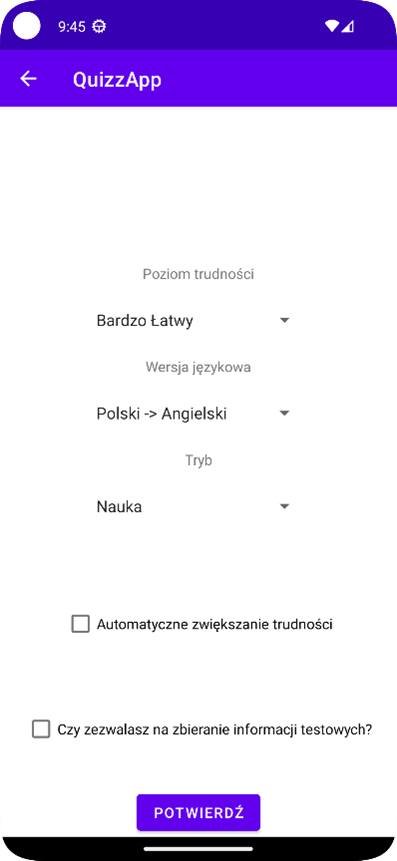 9:45
QuizzApp
Poziom trudności
Bardzo Łatwy
Wersja językowa
Polski -> Angielski
Tryb
Nauka
Automatyczne zwiększanie trudności
Czy zezwalasz na zbieranie informacji testowych?
POTWIERDŹ